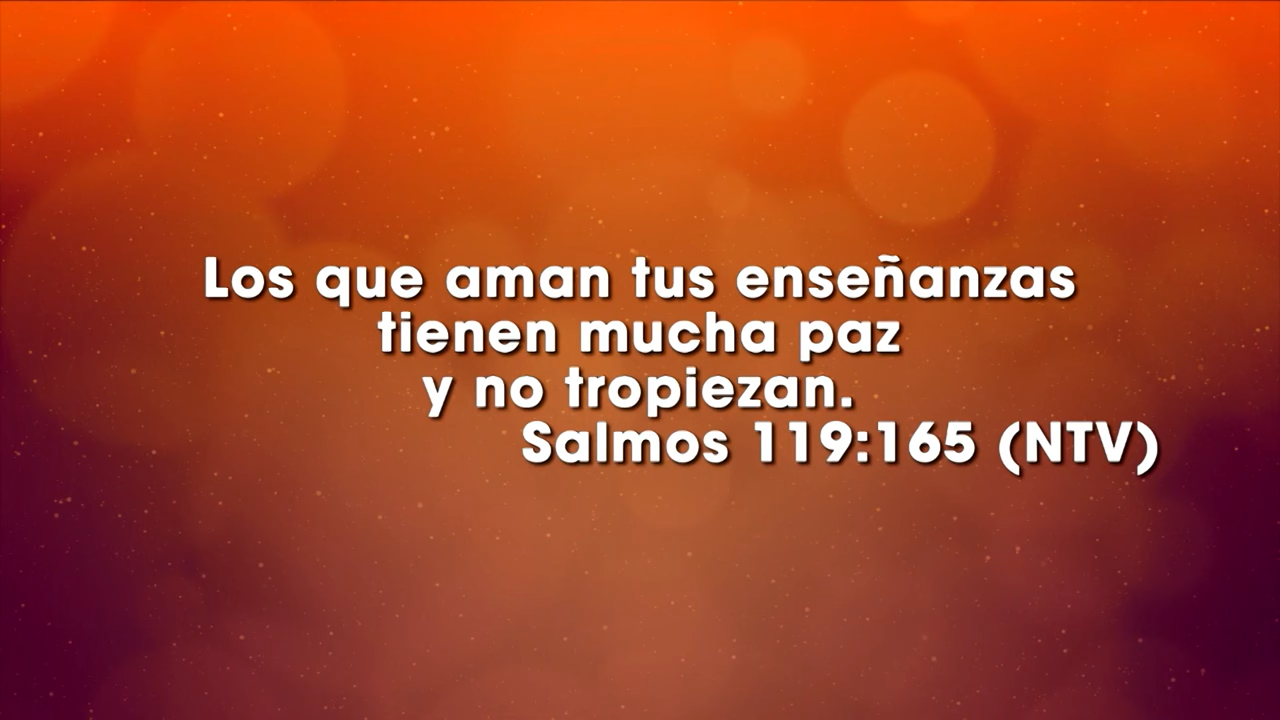 Los que aman tus enseñanzas
tienen mucha paz
y no tropiezan.
Salmos 119:165 (NTV)